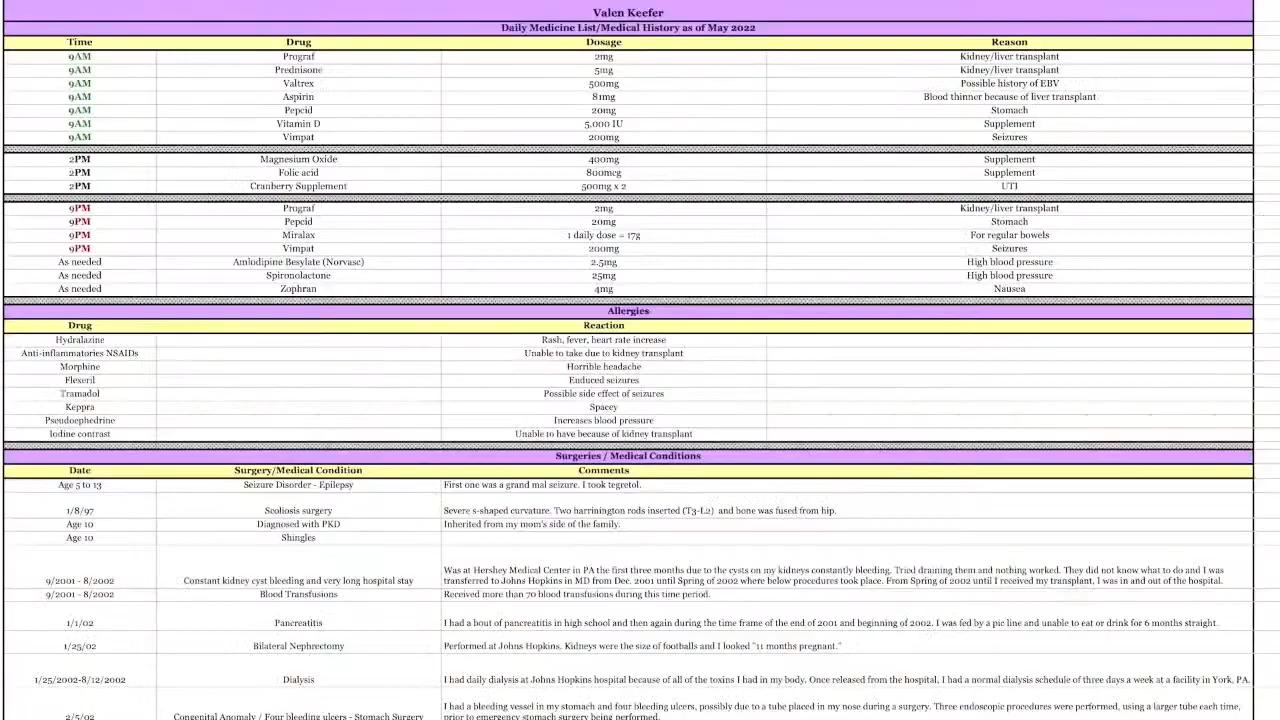 Valen Keefer
Daily Medicine List/Medical History as of May 2022
Time Drug Dosage Reason
9AM Prograf 2mg Kidney/liver transplant
9AM Prednisone 5mg Kidney/liver transplant
9AM Valtrex 500mg Possible history of EBV
9AM Aspirin 81mg Blood thinner because of liver transplant
9AM Pepcid 20mg Stomach
9AM Vitamin D 5,000 IU Supplement
9AM Vimpat 200mg Seizures
2PM Magnesium Oxide 400mg Supplement
2PM Folic acid 800mcg Supplement
2PM Cranberry Supplement 500mg x 2 UTI
9PM Prograf 2mg Kidney/liver transplant
9PM Pepcid 20mg Stomach
9PM Miralax 1 daily dose = 17g For regular bowels
9PM Vimpat 200mg Seizures
As needed Amlodipine Besylate (Norvasc) 2.5mg High blood pressure
As needed Spironolactone 25mg High blood pressure
As needed Zophran 4mg Nausea
Allergies
Drug Reaction
Hydralazine Rash, fever, heart rate increase
Anti-inflammatories NSAIDs Unable to take due to kidney transplant
Morphine Horrible headache
Flexeril Enduced seizures
Tramadol Possible side effect of seizures
Keppra Spacey
Pseudoephedrine Increases blood pressure
Iodine contrast Unable to have because of kidney transplant
Surgeries / Medical Conditions
Date Surgery/Medical Condition Comments
Age 5 to 13 Seizure Disorder - Epilepsy First one was a grand mal seizure. I took tegretol.
1/8/97 Scoliosis surgery Severe s-shaped curvature. Two harrinington rods inserted (T3-L2) and bone was fused from hip.
Age 10 Diagnosed with PKD Inherited from my mom's side of the family.
Age 10 Shingles
Was at Hershey Medical Center in PA the first three months due to the cysts on my kidneys constantly bleeding. Tried draining them and nothing worked. They did not know what to do and I was
9/2001 - 8/2002 Constant kidney cyst bleeding and very long hospital stay transferred to Johns Hopkins in MD from Dec. 2001 until Spring of 2002 where below procedures took place. From Spring of 2002 until I received my transplant, I was in and out of the hospital.
9/2001 - 8/2002 Blood Transfusions Received more than 70 blood transfusions during this time period.
1/1/02 Pancreatitis I had a bout of pancreatitis in high school and then again during the time frame of the end of 2001 and beginning of 2002. I was fed by a pic line and unable to eat or drink for 6 months straight.
1/25/02 Bilateral Nephrectomy Performed at Johns Hopkins. Kidneys were the size of footballs and I looked "11 months pregnant."
1/25/2002-8/12/2002 Dialysis I had daily dialysis at Johns Hopkins hospital because of all of the toxins I had in my body. Once released from the hospital, I had a normal dialysis schedule of three days a week at a facility in York, PA.
I had a bleeding vessel in my stomach and four bleeding ulcers, possibly due to a tube placed in my nose during a surgery. Three endoscopic procedures were performed, using a larger tube each time,
2/5/02 Congenital Anomaly / Four bleeding ulcers - Stomach Surgery prior to emergency stomach surgery being performed.